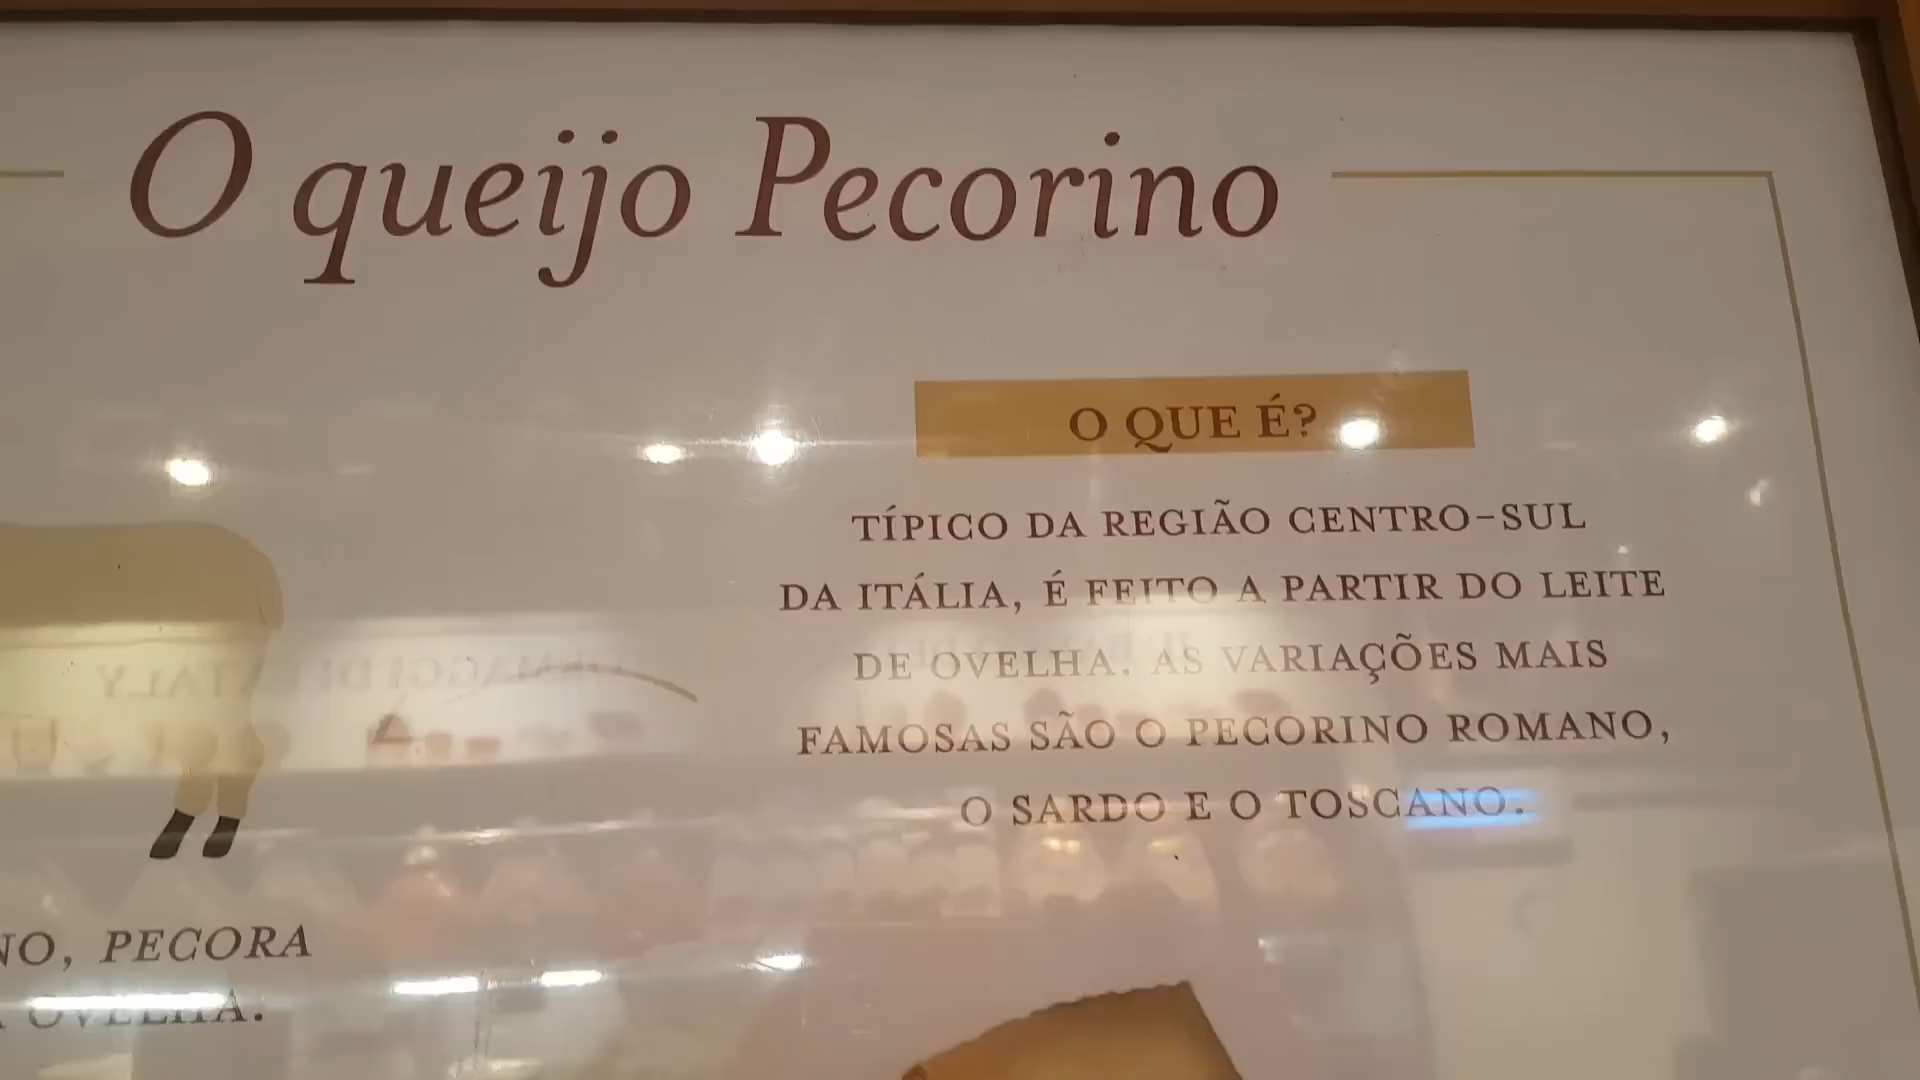 O queijo Pecorino
O QUE É?
TÍPICO DA REGIÃO CENTRO-SUL
DA ITÁLIA, É FEITO A PARTIR DO LEITE
DE OVELHA. AS VARIAÇÕES MAIS
FAMOSAS SÃO O PECORINO ROMANO,
O SARDO E O TOSCANO.
NO, PECORA
OVELHA.